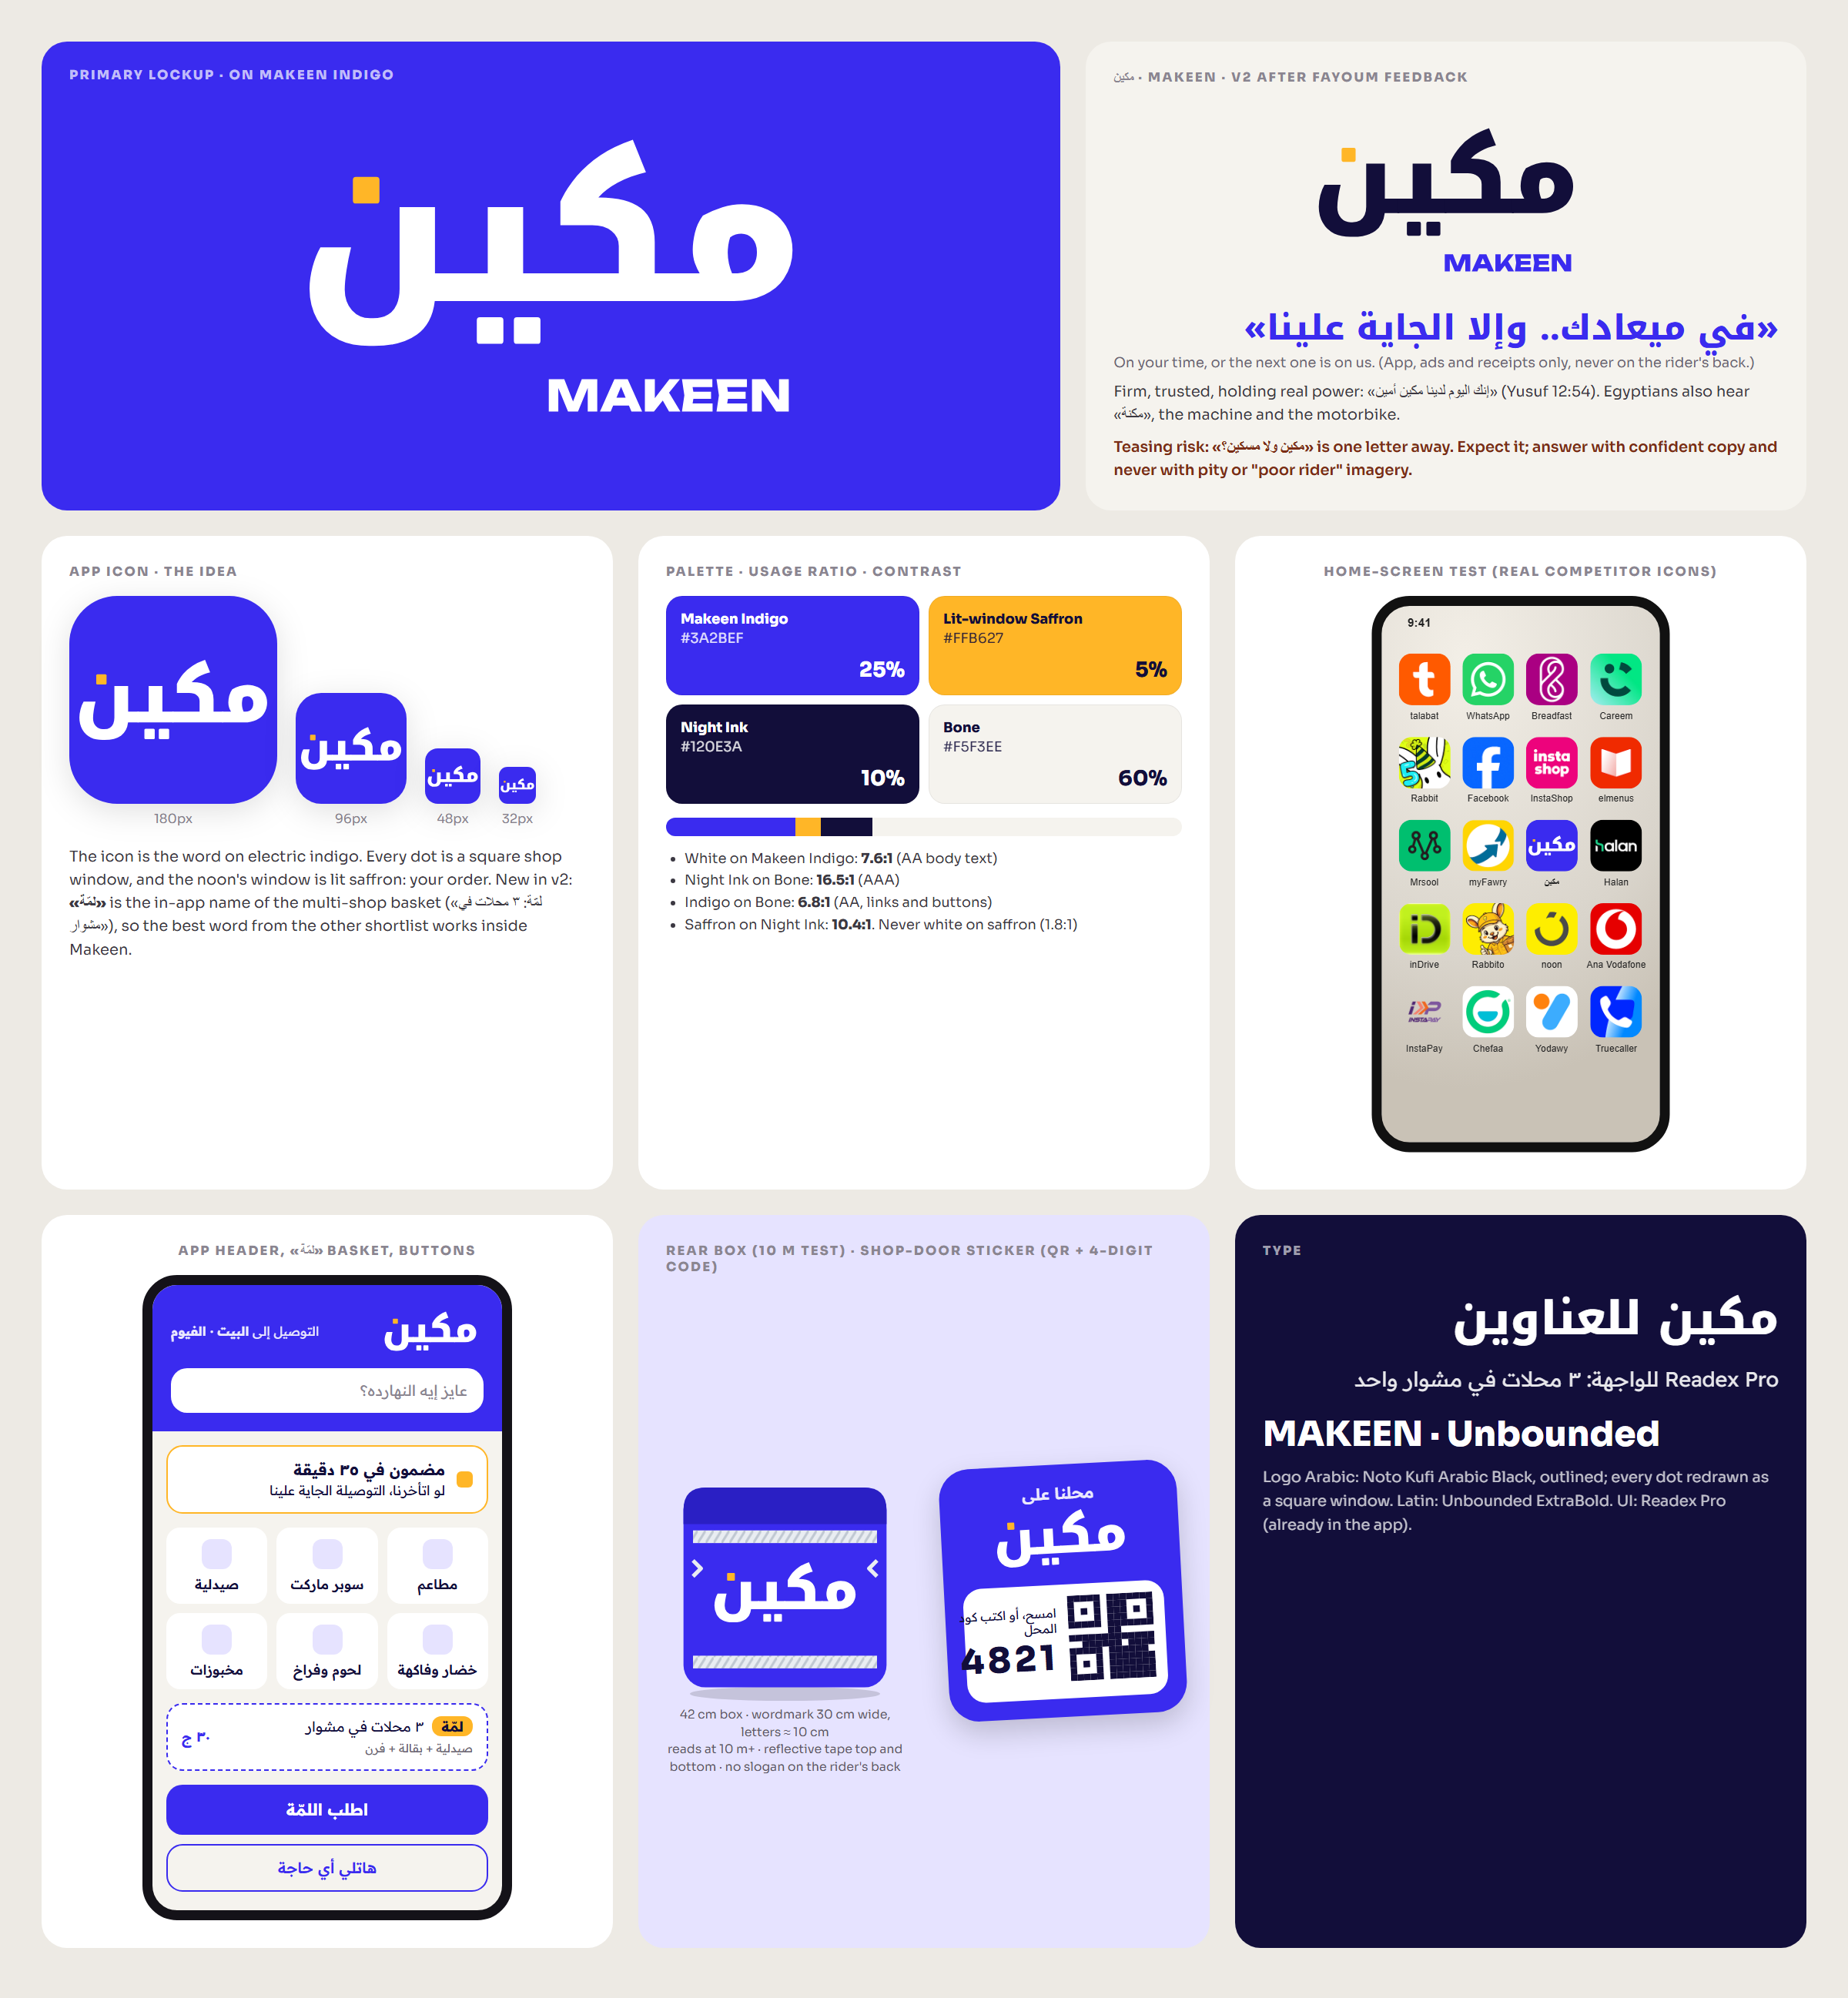 PRIMARY LOCKUP · ON MAKEEN INDIGO
مكين
MAKEEN
مكين · MAKEEN · V2 AFTER FAYOUM FEEDBACK
مكين
MAKEEN
«في ميعادك.. وإلا الجاية علينا»
On your time, or the next one is on us. (App, ads and receipts only, never on the rider's back.)
Firm, trusted, holding real power: «إنك اليوم لدينا مكين أمين» (Yusuf 12:54). Egyptians also hear
«مكنة», the machine and the motorbike.
Teasing risk: «مكين ولا مسكين؟» is one letter away. Expect it; answer with confident copy and
never with pity or "poor rider" imagery.
APP ICON · THE IDEA
مكين
مكين
مكين
مكين
180px
96px
48px
32px
The icon is the word on electric indigo. Every dot is a square shop
window, and the noon's window is lit saffron: your order. New in v2:
«لمّة» is the in-app name of the multi-shop basket («لمّة: ٣ محلات في
مشوار»), so the best word from the other shortlist works inside
Makeen.
PALETTE · USAGE RATIO · CONTRAST
Makeen Indigo
#3A2BEF
25%
Lit-window Saffron
#FFB627
5%
Night Ink
#120E3A
10%
Bone
#F5F3EE
60%
• White on Makeen Indigo: 7.6:1 (AA body text)
• Night Ink on Bone: 16.5:1 (AAA)
• Indigo on Bone: 6.8:1 (AA, links and buttons)
• Saffron on Night Ink: 10.4:1. Never white on saffron (1.8:1)
HOME-SCREEN TEST (REAL COMPETITOR ICONS)
9:41
t
talabat
WhatsApp
Breadfast
Careem
5
Rabbit
f
Facebook
insta
shop
InstaShop
elmenus
Mrsool
myFawry
مكين
مكين
halan
Halan
iD
inDrive
Rabbito
noon
Ana Vodafone
INSTAPAY
InstaPay
Chefaa
Yodawy
Truecaller
APP HEADER, «لمّة» BASKET, BUTTONS
مكين
التوصيل إلى البيت · الفيوم
عايز إيه النهارده؟
مضمون في ٣٥ دقيقة
لو اتأخرنا، التوصيلة الجاية علينا
مطاعم
سوبر ماركت
صيدلية
خضار وفاكهة
لحوم وفراخ
مخبوزات
لمّة ٣ محلات في مشوار
صيدلية + بقالة + فرن
٣٠ ج
اطلب اللمّة
هاتلي أي حاجة
REAR BOX (10 M TEST) · SHOP-DOOR STICKER (QR + 4-DIGIT
CODE)
مكين
42 cm box · wordmark 30 cm wide,
letters ≈ 10 cm
reads at 10 m+ · reflective tape top and
bottom · no slogan on the rider's back
محلنا على
مكين
امسح، أو اكتب كود
المحل
4821
TYPE
مكين للعناوين
Readex Pro للواجهة: ٣ محلات في مشوار واحد
MAKEEN · Unbounded
Logo Arabic: Noto Kufi Arabic Black, outlined; every dot redrawn as
a square window. Latin: Unbounded ExtraBold. UI: Readex Pro
(already in the app).